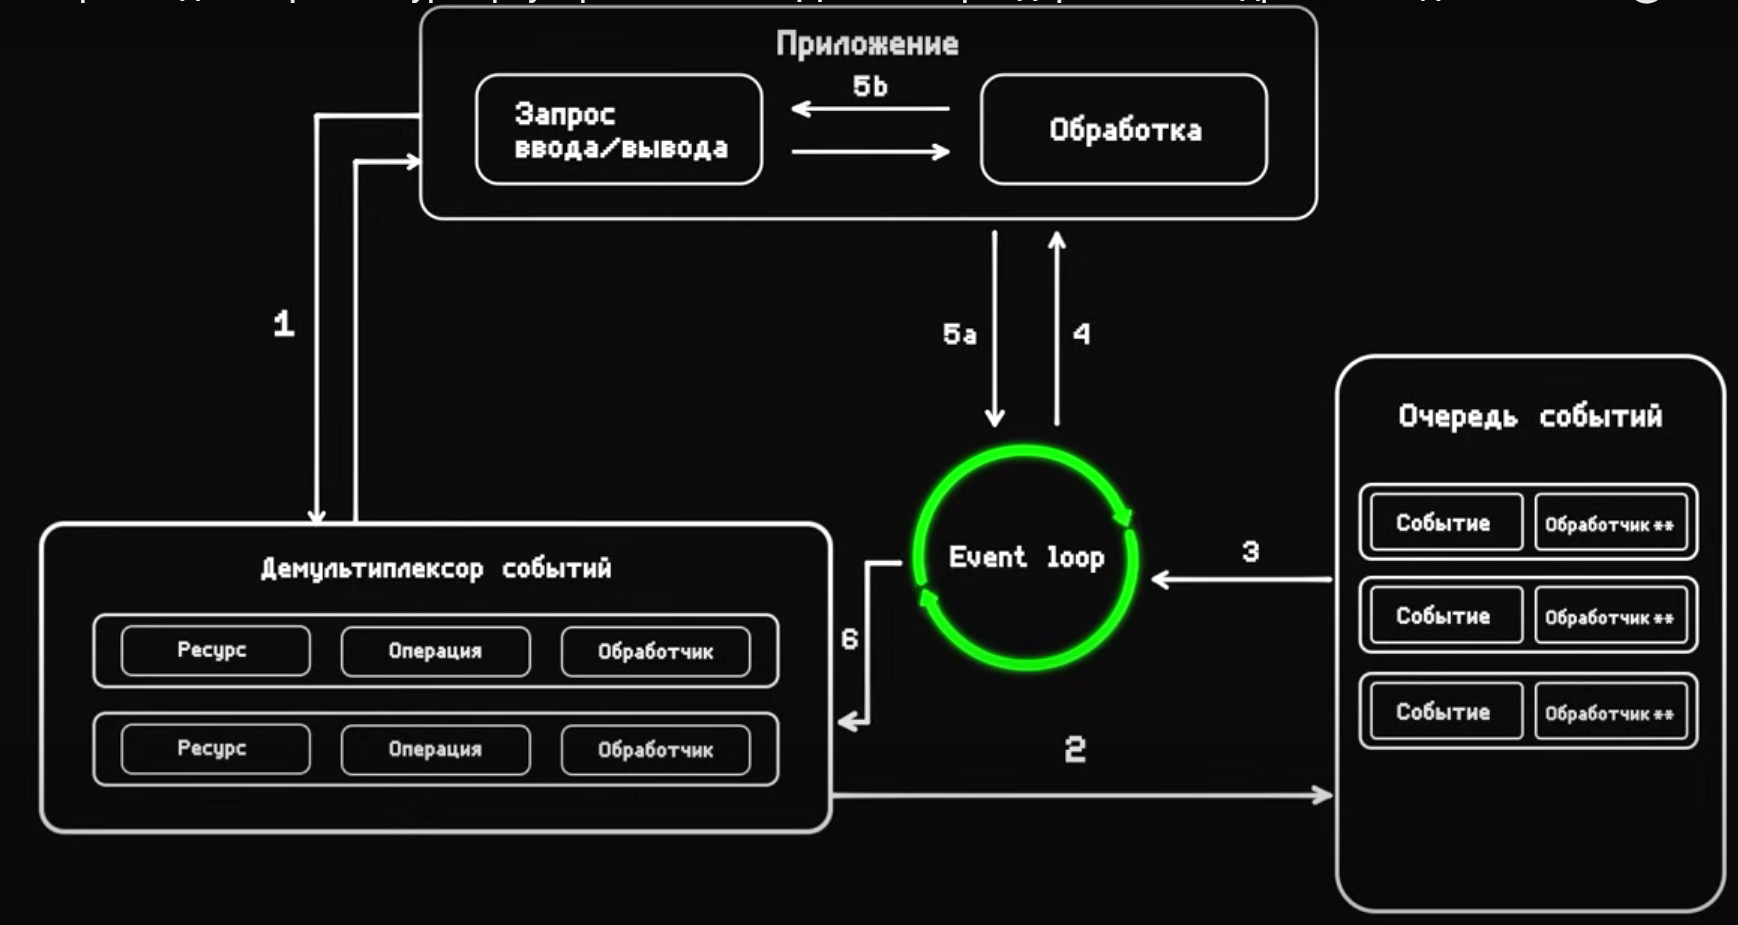 Приложение
5b
Запрос
ввода/вывода
Обработка
1
5a
4
Очередь событий
Событие
Обработчик**
Событие
Обработчик**
Событие
Обработчик**
Event loop
3
6
2
Демультиплексор событий
Ресурс
Операция
Обработчик
Ресурс
Операция
Обработчик